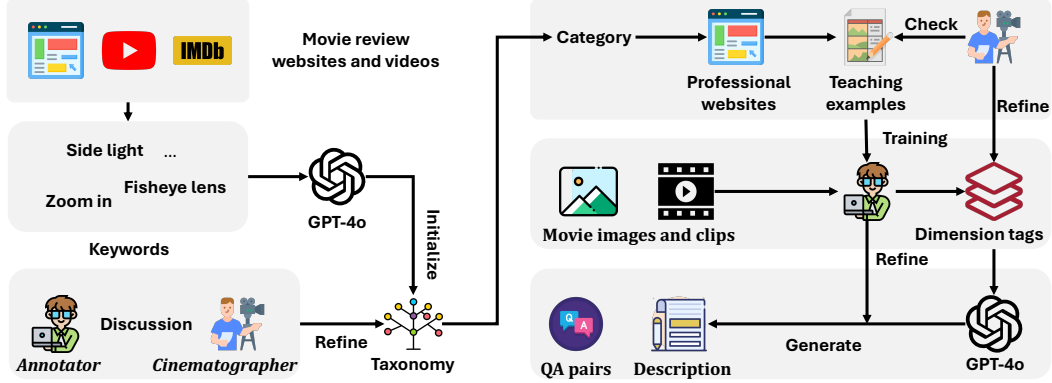 IMDb
Movie review
websites and videos
Side light ...
Fisheye lens
Zoom in
Keywords
GPT-4o
Initialize
Discussion
Annotator
Cinematographer
Refine
Taxonomy
Category
Professional
websites
Teaching
examples
Check
Refine
Training
Movie images and clips
Dimension tags
Refine
Q
A
QA pairs
Description
Generate
GPT-4o